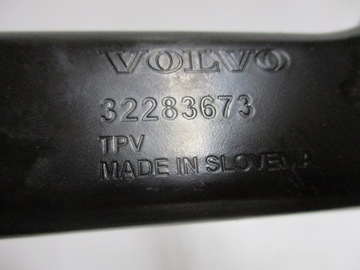 VOLVO
32283673
TPV
MADE IN SLOVENIA